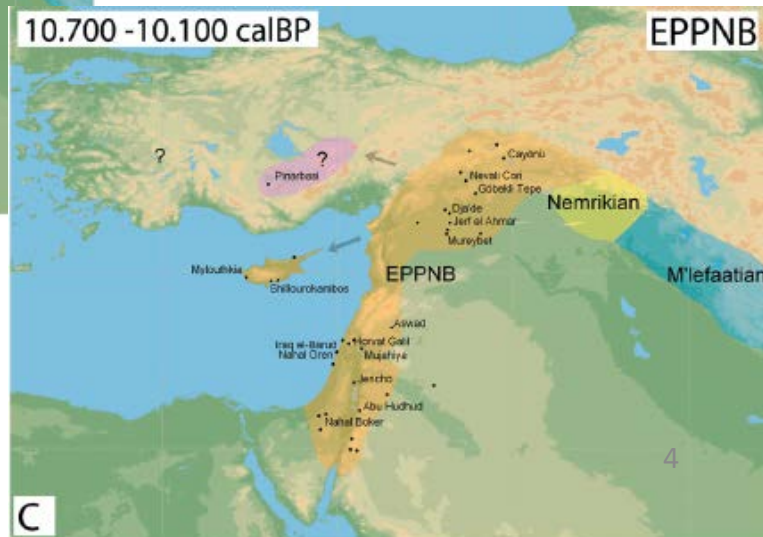 10.700 -10.100 calBP
EPPNB
?
?
Pinarbasi
Cayönü
Nevali Cori
Göbekli Tepe
Nemrikian
Djade
Jerf el Ahmar
Mureybet
M'lefaatian
Mylouthkia
Shillourokambos
EPPNB
Aswad
Iraq el-Barud
Horvat Galil
Nahal Oren
Mujahiya
Jericho
Abu Hudhud
Nahal Boker
4
C